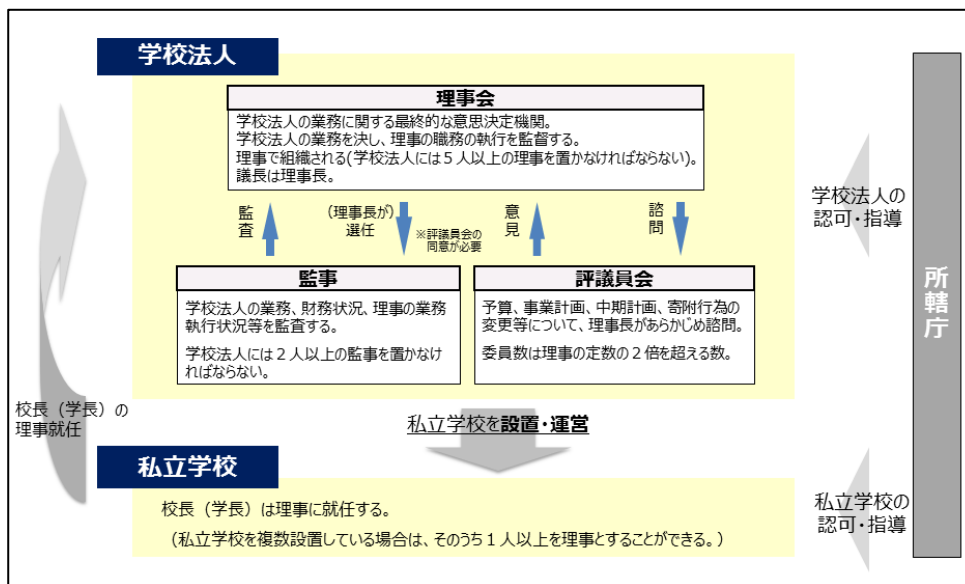 学校法人
理事会
学校法人の業務に関する最終的な意思決定機関。
学校法人の業務を決し、理事の職務の執行を監督する。
理事で組織される(学校法人には５人以上の理事を置かなければならない)。
議長は理事長。
監査
(理事長が)
選任
※評議員会の
同意が必要
意見
諮問
監事
学校法人の業務、財務状況、理事の業務
執行状況等を監査する。
学校法人には２人以上の監事を置かなけ
ればならない。
評議員会
予算、事業計画、中期計画、寄附行為の
変更等について、理事長があらかじめ諮問。
委員数は理事の定数の２倍を超える数。
学校法人の
認可・指導
所轄庁
校長（学長）の
理事就任
私立学校を設置・運営
私立学校
校長（学長）は理事に就任する。
（私立学校を複数設置している場合は、そのうち１人以上を理事とすることができる。）
私立学校の
認可・指導